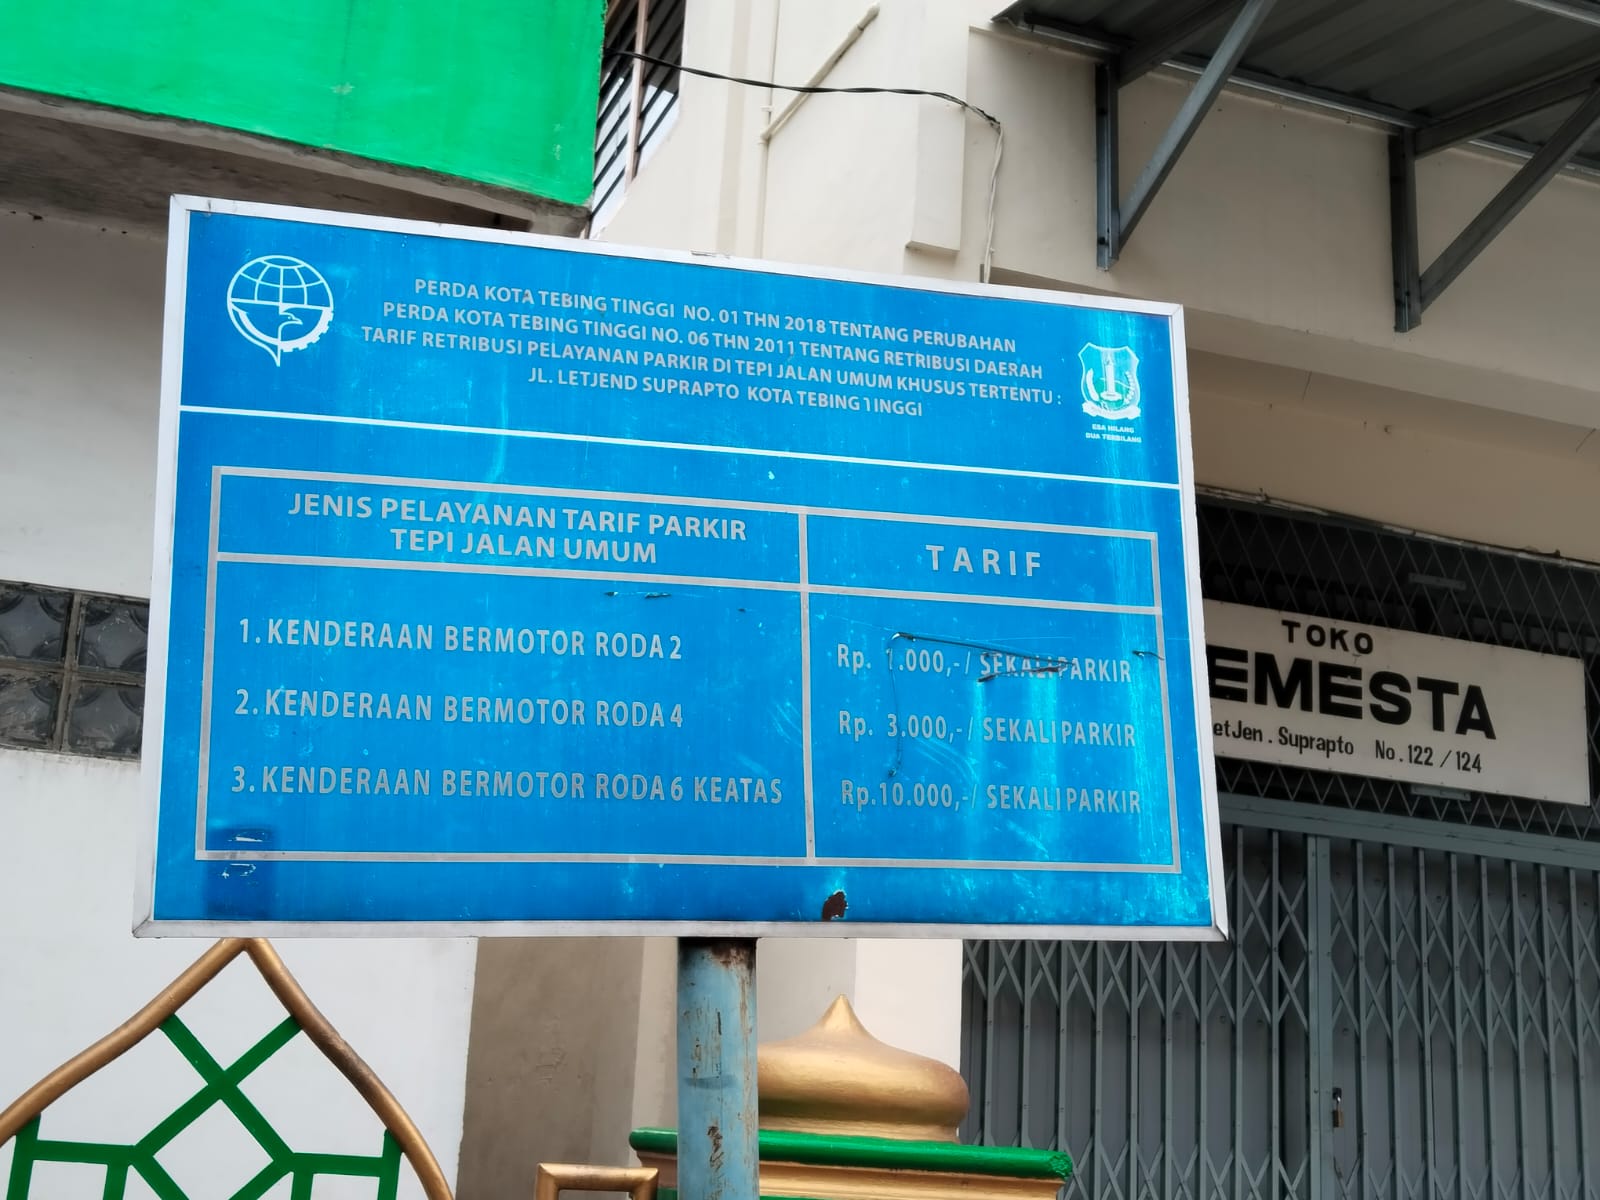 PERDA KOTA TEBING TINGGI NO. 01 THN 2018 TENTANG PERUBAHAN
PERDA KOTA TEBING TINGGI NO. 06 THN 2011 TENTANG RETRIBUSI DAERAH
TARIF RETRIBUSI PELAYANAN PARKIR DI TEPI JALAN UMUM KHUSUS TERTENTU :
JL. LETJEND SUPRAPTO KOTA TEBING TINGGI
ESA HILANG
DUA TERBILANG
JENIS PELAYANAN TARIF PARKIR
TEPI JALAN UMUM
TARIF
1. KENDERAAN BERMOTOR RODA 2
Rp. 1.000,-/ SEKALI PARKIR
2. KENDERAAN BERMOTOR RODA 4
Rp. 3.000,-/ SEKALI PARKIR
3. KENDERAAN BERMOTOR RODA 6 KEATAS
Rp.10.000,-/ SEKALI PARKIR
TOKO
EMESTA
etJen. Suprapto No. 122 / 124